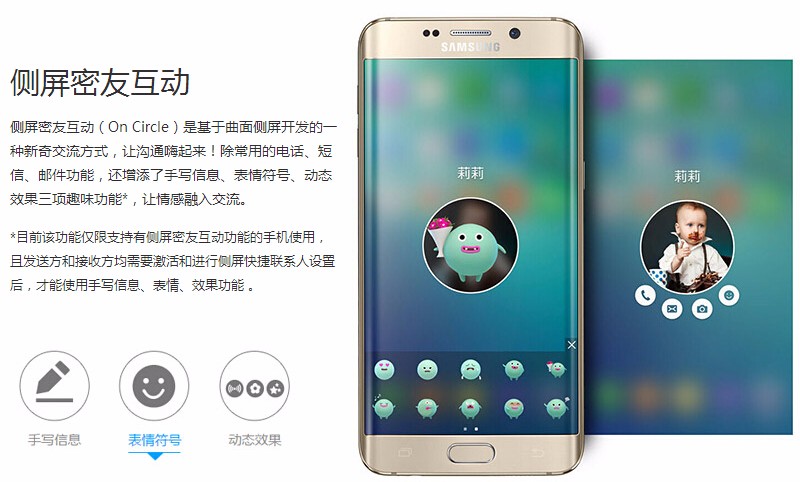 侧屏密友互动
侧屏密友互动（On Circle）是基于曲面侧屏开发的一
种新奇交流方式，让沟通嗨起来！除常用的电话、短
信、邮件功能，还增添了手写信息、表情符号、动态
效果三项趣味功能*，让情感融入交流。
*目前该功能仅限支持有侧屏密友互动功能的手机使用，
且发送方和接收方均需要激活和进行侧屏快捷联系人设置
后，才能使用手写信息、表情、效果功能 。
手写信息
表情符号
动态效果
SAMSUNG
莉莉
莉莉